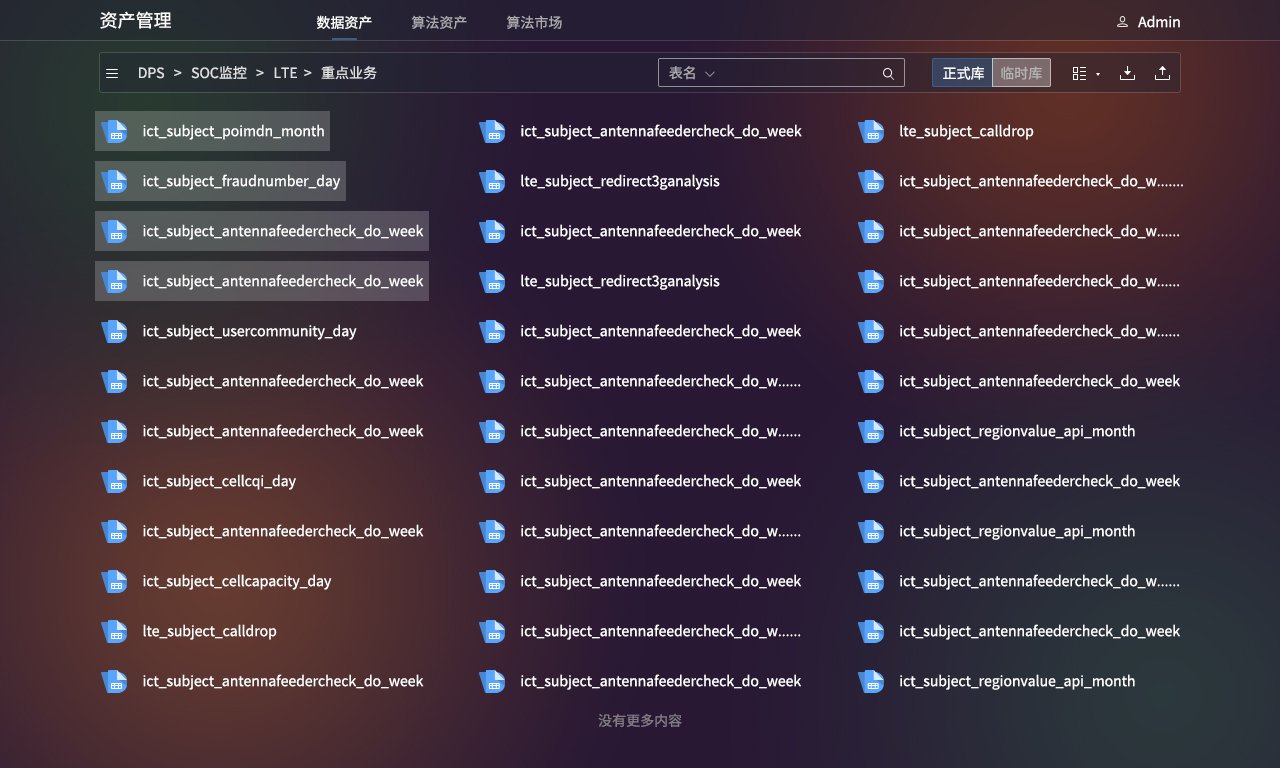 资产管理 数据资产 算法资产 算法市场 Admin
DPS > SOC监控 > LTE > 重点业务 表名 正式库 临时库
ict_subject_poimdn_month ict_subject_antennafeedercheck_do_week lte_subject_calldrop
ict_subject_fraudnumber_day lte_subject_redirect3ganalysis ict_subject_antennafeedercheck_do_w.......
ict_subject_antennafeedercheck_do_week ict_subject_antennafeedercheck_do_week ict_subject_antennafeedercheck_do_w......
ict_subject_antennafeedercheck_do_week lte_subject_redirect3ganalysis ict_subject_antennafeedercheck_do_w......
ict_subject_usercommunity_day ict_subject_antennafeedercheck_do_week ict_subject_antennafeedercheck_do_w......
ict_subject_antennafeedercheck_do_week ict_subject_antennafeedercheck_do_w...... ict_subject_antennafeedercheck_do_week
ict_subject_antennafeedercheck_do_week ict_subject_antennafeedercheck_do_w...... ict_subject_regionvalue_api_month
ict_subject_cellcqi_day ict_subject_antennafeedercheck_do_week ict_subject_antennafeedercheck_do_week
ict_subject_antennafeedercheck_do_week ict_subject_antennafeedercheck_do_w...... ict_subject_regionvalue_api_month
ict_subject_cellcapacity_day ict_subject_antennafeedercheck_do_week ict_subject_antennafeedercheck_do_w......
lte_subject_calldrop ict_subject_antennafeedercheck_do_w...... ict_subject_antennafeedercheck_do_week
ict_subject_antennafeedercheck_do_week ict_subject_antennafeedercheck_do_week ict_subject_regionvalue_api_month
没有更多内容